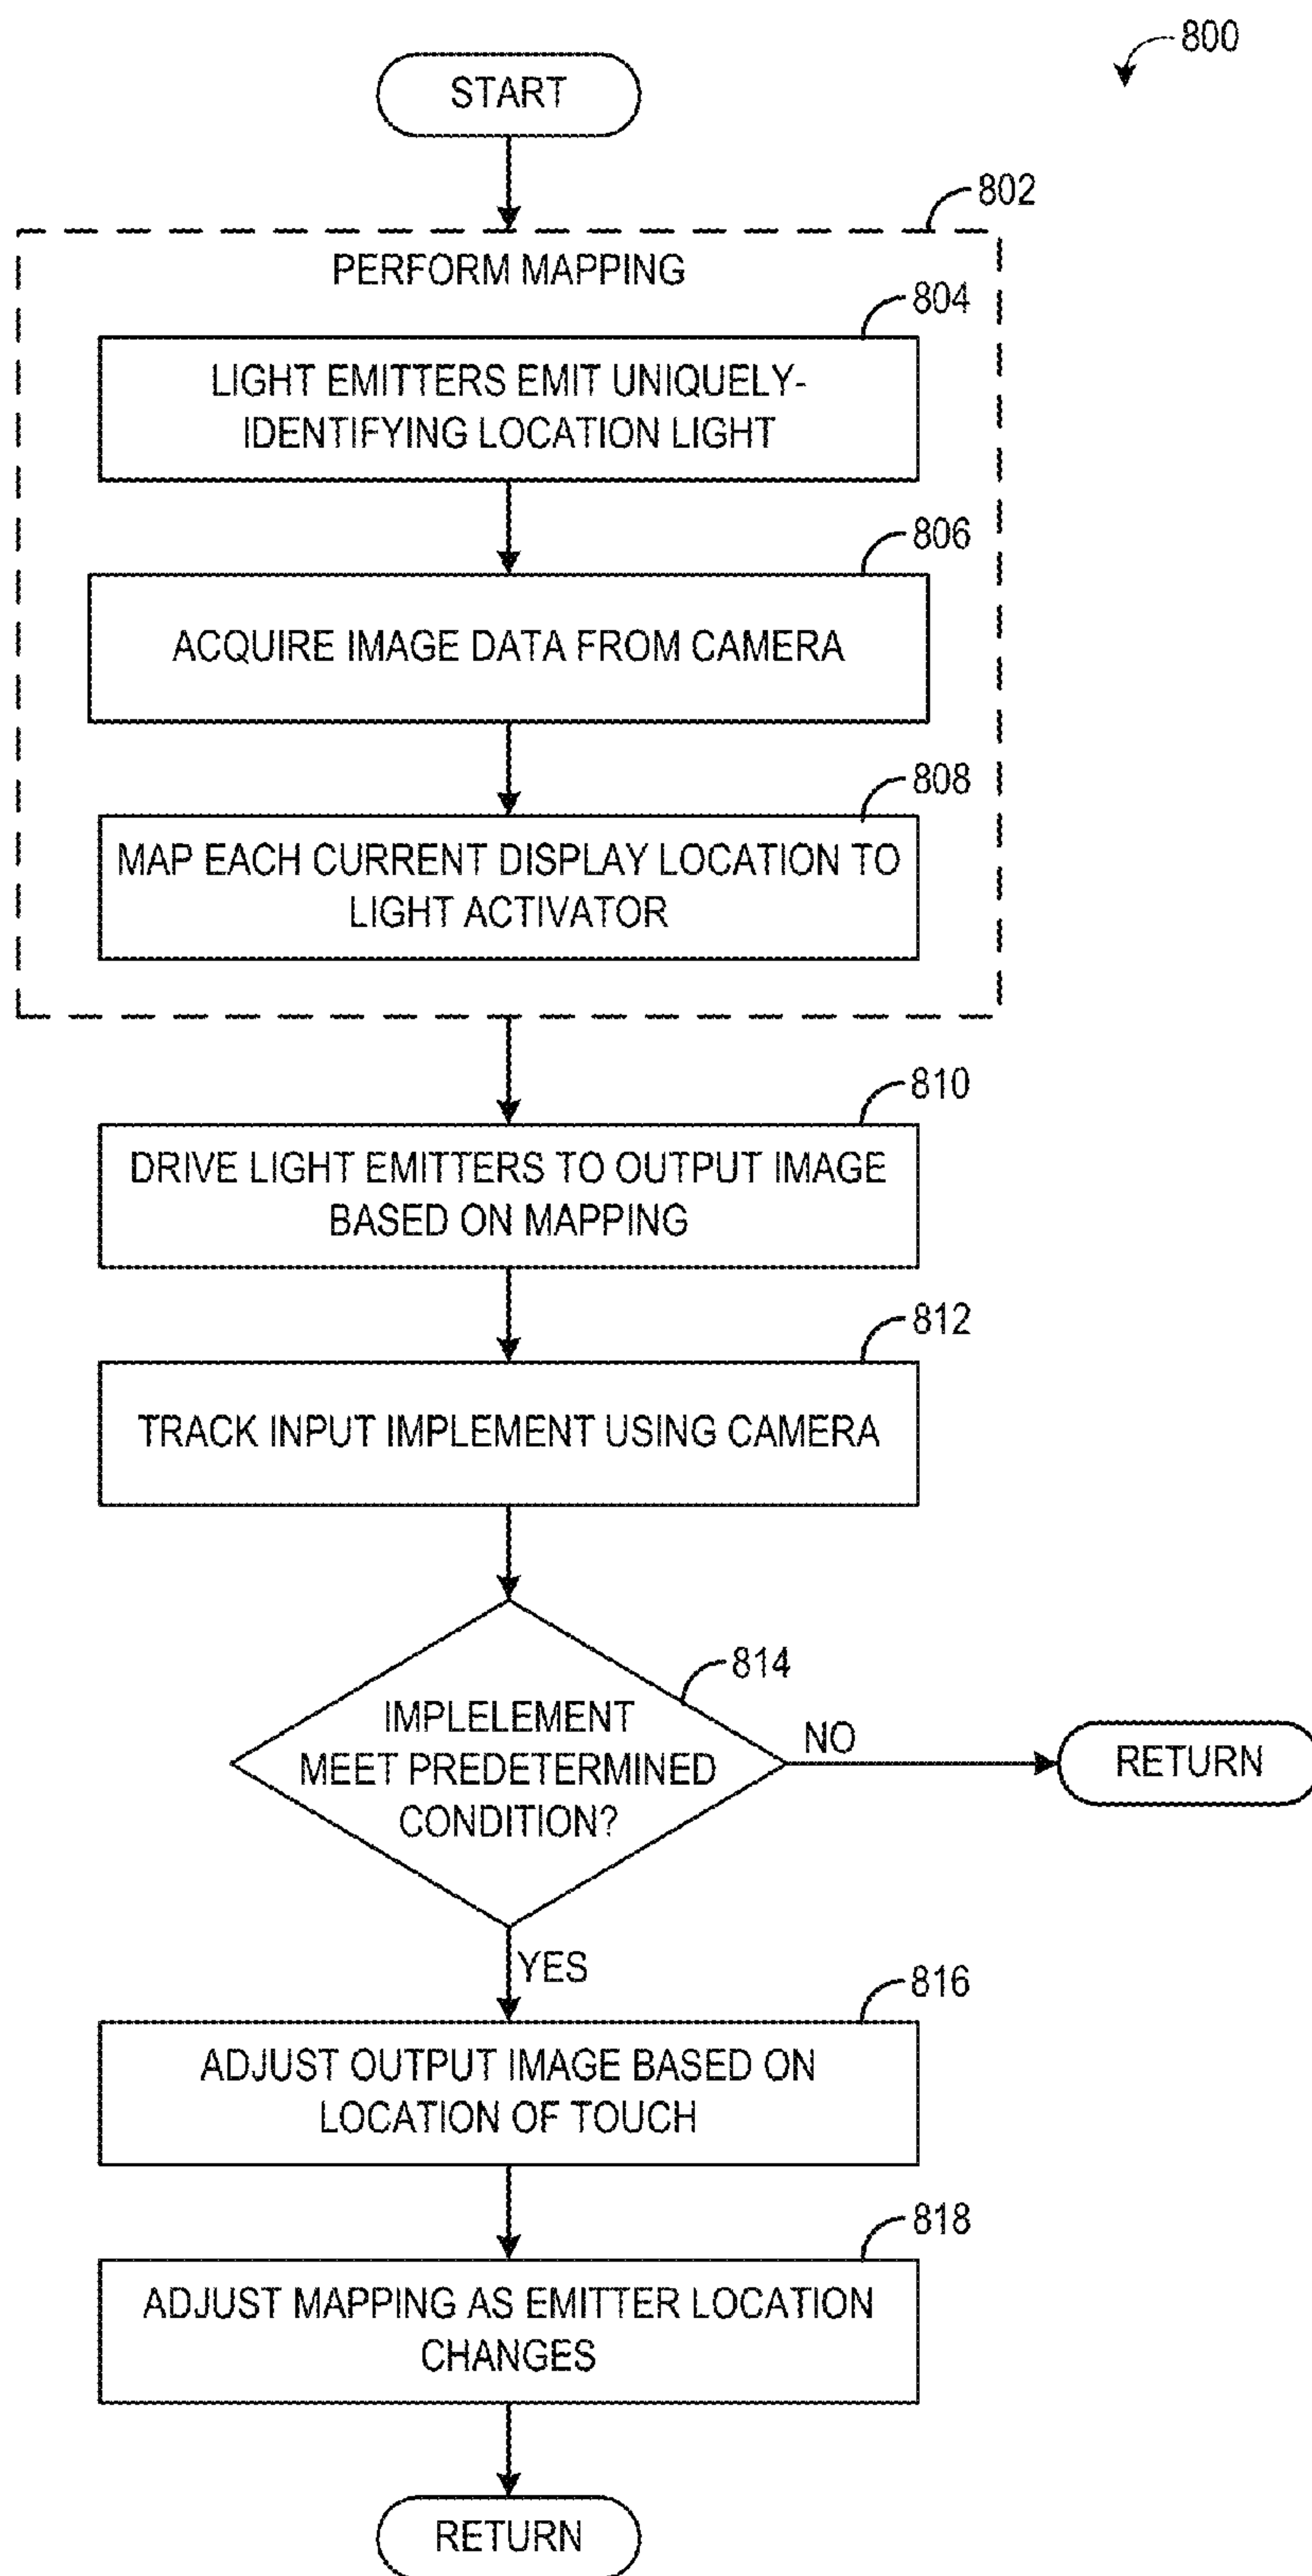 800
START
802
PERFORM MAPPING
804
LIGHT EMITTERS EMIT UNIQUELY-
IDENTIFYING LOCATION LIGHT
806
ACQUIRE IMAGE DATA FROM CAMERA
808
MAP EACH CURRENT DISPLAY LOCATION TO
LIGHT ACTIVATOR
810
DRIVE LIGHT EMITTERS TO OUTPUT IMAGE
BASED ON MAPPING
812
TRACK INPUT IMPLEMENT USING CAMERA
814
IMPLELEMENT
MEET PREDETERMINED
CONDITION?
NO
RETURN
YES
816
ADJUST OUTPUT IMAGE BASED ON
LOCATION OF TOUCH
818
ADJUST MAPPING AS EMITTER LOCATION
CHANGES
RETURN